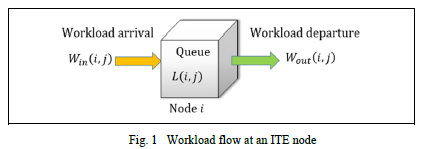 Workload arrival Workload departure
Queue
W_in(i,j) W_out(i,j)
L(i,j)
Node i
Fig. 1 Workload flow at an ITE node